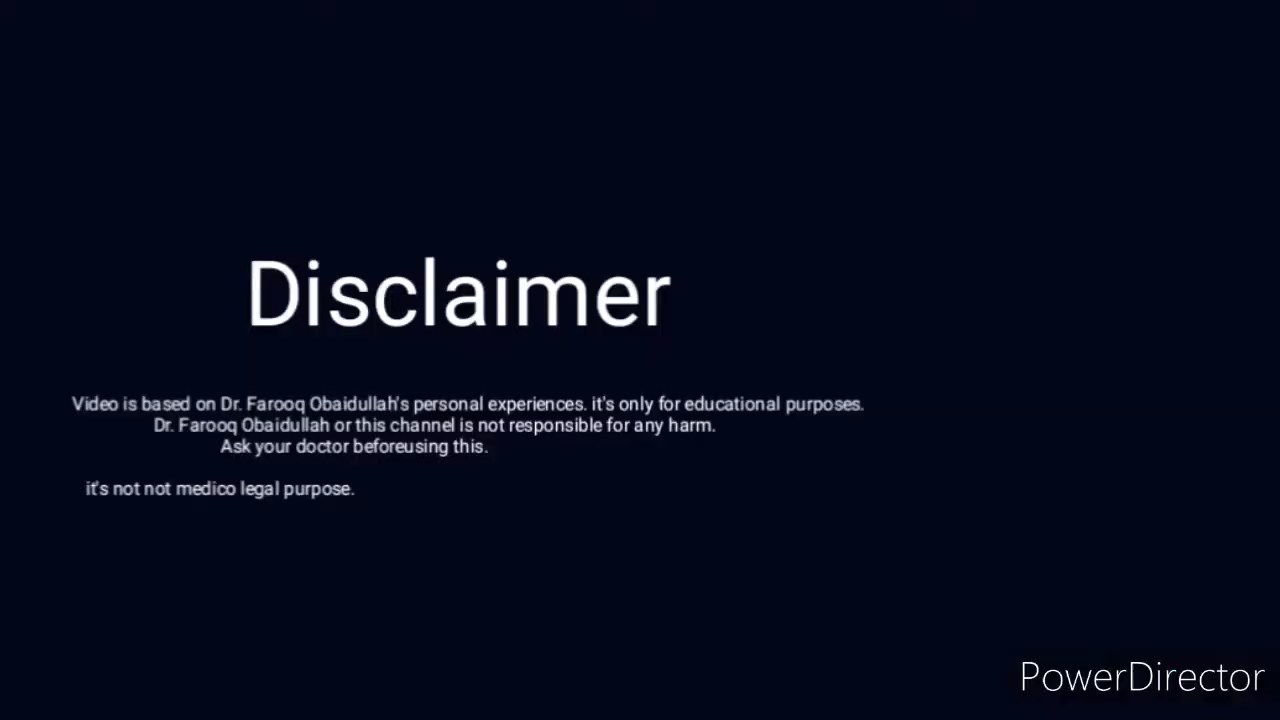 Disclaimer
Video is based on Dr. Farooq Obaidullah's personal experiences. it's only for educational purposes.
Dr. Farooq Obaidullah or this channel is not responsible for any harm.
Ask your doctor beforeusing this.
it's not not medico legal purpose.
PowerDirector